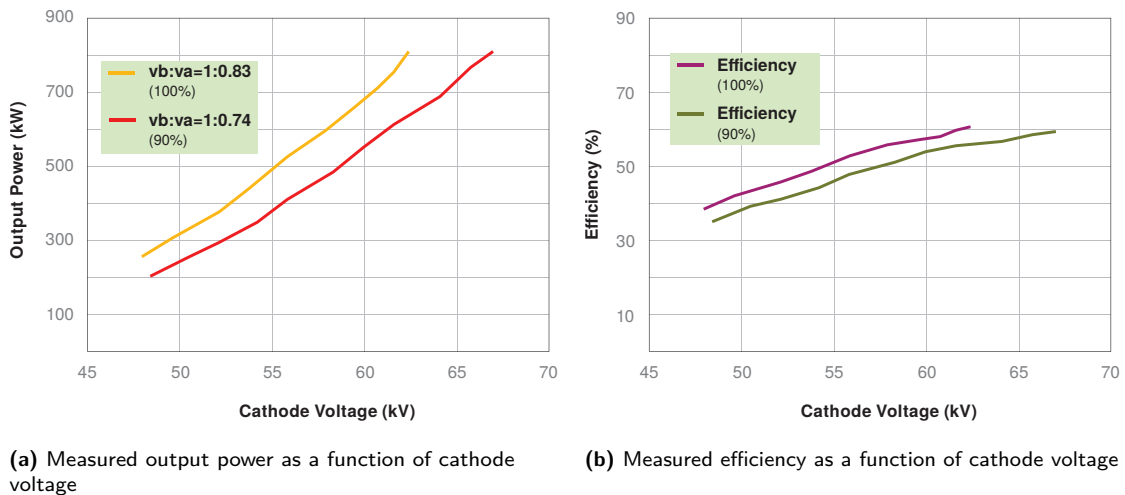 900
700
500
300
100
Output Power (kW)
vb:va=1:0.83
(100%)
vb:va=1:0.74
(90%)
45 50 55 60 65 70
Cathode Voltage (kV)
90
70
50
30
10
Efficiency (%)
Efficiency
(100%)
Efficiency
(90%)
45 50 55 60 65 70
Cathode Voltage (kV)
(a) Measured output power as a function of cathode
voltage
(b) Measured efficiency as a function of cathode voltage